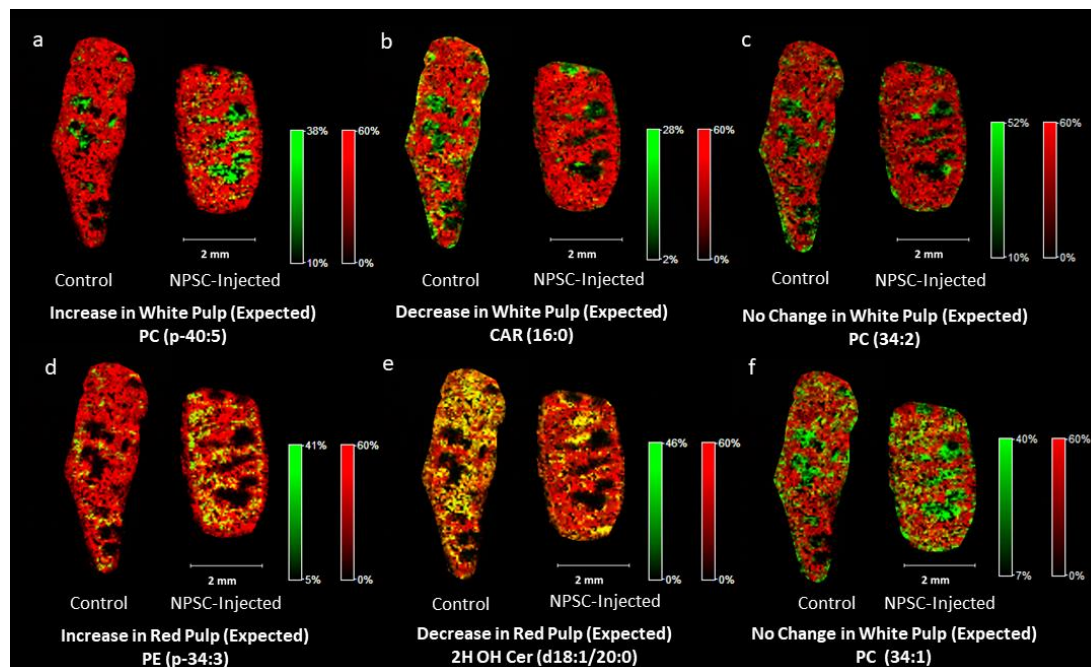 a
b
c
38%
60%
10%
0%
28%
60%
2%
0%
52%
60%
10%
0%
2 mm
2 mm
2 mm
Control
NPSC-Injected
Control
NPSC-Injected
Control
NPSC-Injected
Increase in White Pulp (Expected)
PC (p-40:5)
Decrease in White Pulp (Expected)
CAR (16:0)
No Change in White Pulp (Expected)
PC (34:2)
d
e
f
41%
60%
5%
0%
46%
60%
0%
0%
40%
60%
7%
0%
2 mm
2 mm
2 mm
Control
NPSC-Injected
Control
NPSC-Injected
Control
NPSC-Injected
Increase in Red Pulp (Expected)
PE (p-34:3)
Decrease in Red Pulp (Expected)
2H OH Cer (d18:1/20:0)
No Change in White Pulp (Expected)
PC (34:1)